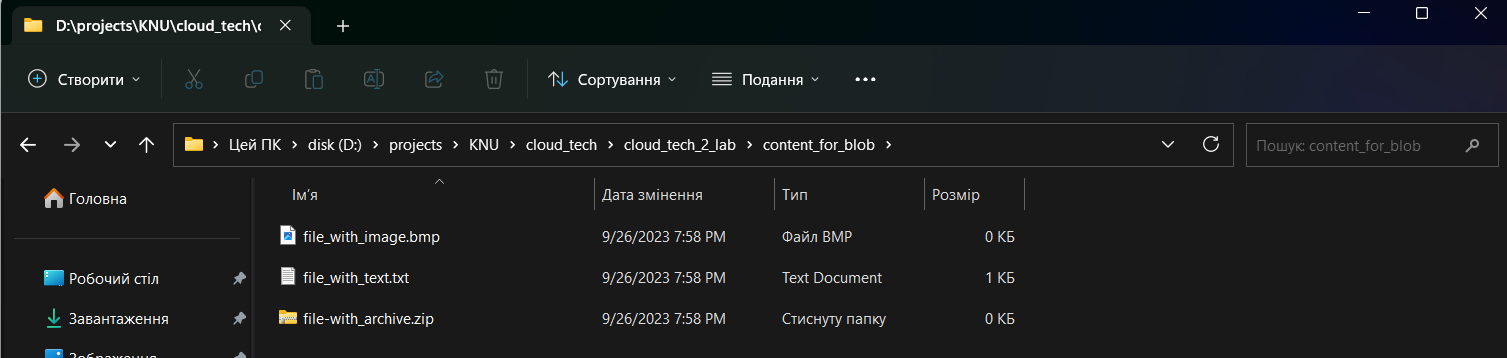 D:\projects\KNU\cloud_tech\c
Створити Сортування Подання
Цей ПК disk (D:) projects KNU cloud_tech cloud_tech_2_lab content_for_blob Пошук: content_for_blob
Головна
Робочий стіл
Завантаження
Зображення
Ім'я Дата змінення Тип Розмір
file_with_image.bmp 9/26/2023 7:58 PM Файл BMP 0 КБ
file_with_text.txt 9/26/2023 7:58 PM Text Document 1 КБ
file-with_archive.zip 9/26/2023 7:58 PM Стиснуту папку 0 КБ